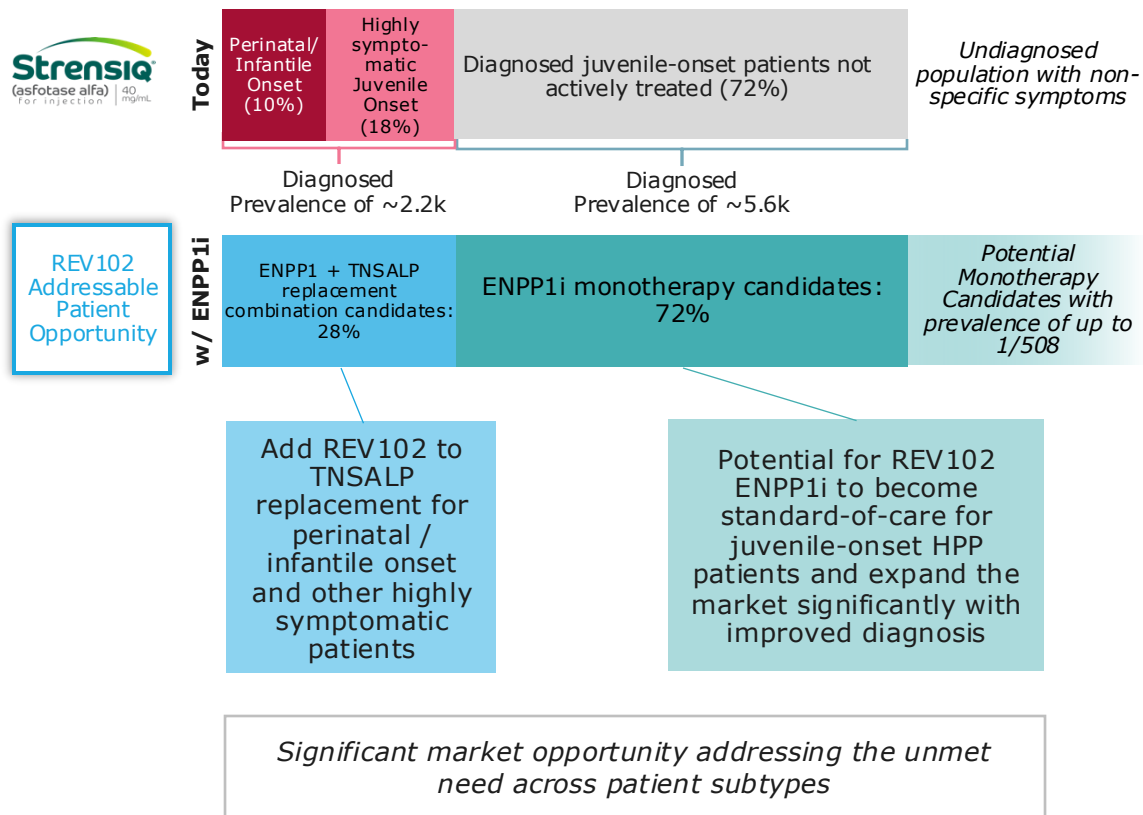 STRENSIQ®
(asfotase alfa)
for injection
40
mg/mL
Today
Perinatal/
Infantile
Onset
(10%)
Highly
sympto-
matic
Juvenile
Onset
(18%)
Diagnosed juvenile-onset patients not
actively treated (72%)
Undiagnosed
population with non-
specific symptoms
Diagnosed
Prevalence of ~2.2k
Diagnosed
Prevalence of ~5.6k
REV102
Addressable
Patient
Opportunity
w/ ENPP1i
ENPP1 + TNSALP
replacement
combination candidates:
28%
ENPP1i monotherapy candidates:
72%
Potential
Monotherapy
Candidates with
prevalence of up to
1/508
Add REV102 to
TNSALP
replacement for
perinatal /
infantile onset
and other highly
symptomatic
patients
Potential for REV102
ENPP1i to become
standard-of-care for
juvenile-onset HPP
patients and expand the
market significantly with
improved diagnosis
Significant market opportunity addressing the unmet
need across patient subtypes